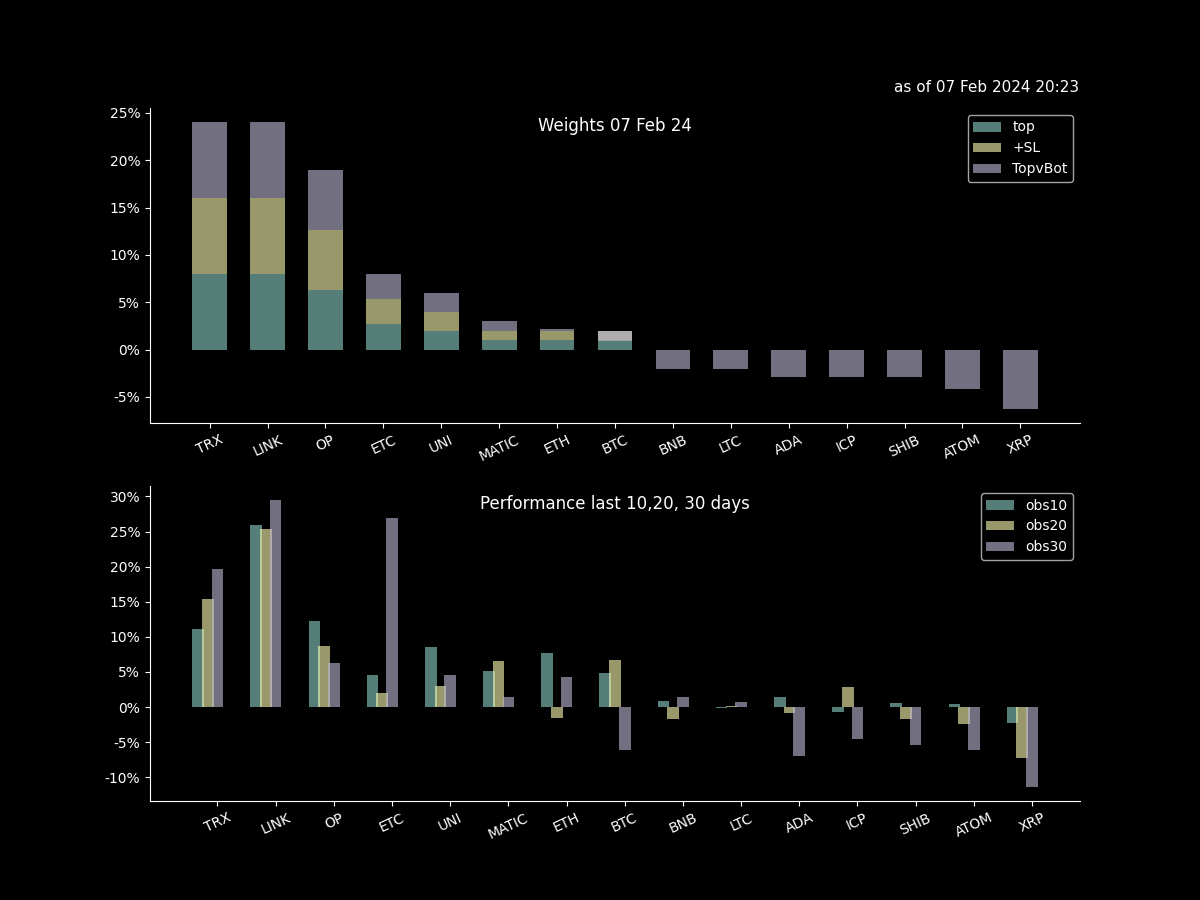 as of 07 Feb 2024 20:23
Weights 07 Feb 24
top
+SL
TopvBot
25%
20%
15%
10%
5%
0%
-5%
TRX LINK OP ETC UNI MATIC ETH BTC BNB LTC ADA ICP SHIB ATOM XRP
Performance last 10,20, 30 days
obs10
obs20
obs30
30%
25%
20%
15%
10%
5%
0%
-5%
-10%
TRX LINK OP ETC UNI MATIC ETH BTC BNB LTC ADA ICP SHIB ATOM XRP